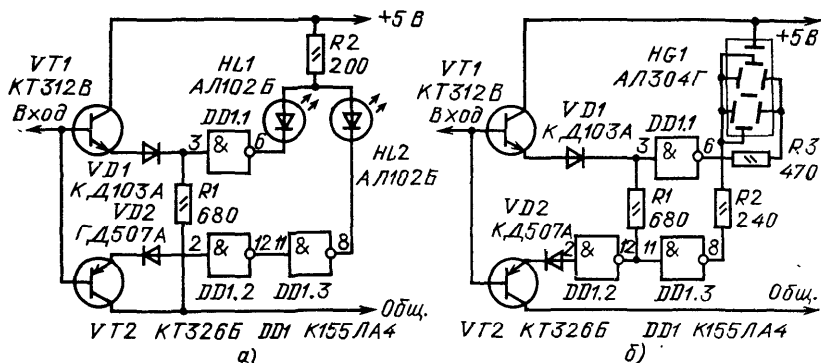 +5 В
R2
200
VT1
КТ312В
Вход
HL1
АЛ102Б
DD1.1
3
&
6
VD1
КД103А
VD2
ГД507А
R1
680
HL2
АЛ102Б
2
&
12
11
&
8
DD1.2
DD1.3
Общ.
VT2 КТ326Б DD1 К155ЛА4
а)
+5В
HG1
АЛ304Г
VT1
КТ312В
Вход
VD1
КД103А
DD1.1
3
&
6
R3
470
R1
680
R2
240
VD2
КД507А
2
&
12
11
&
8
DD1.2
DD1.3
Общ.
VT2 КТ326Б DD1 К155ЛА4
б)